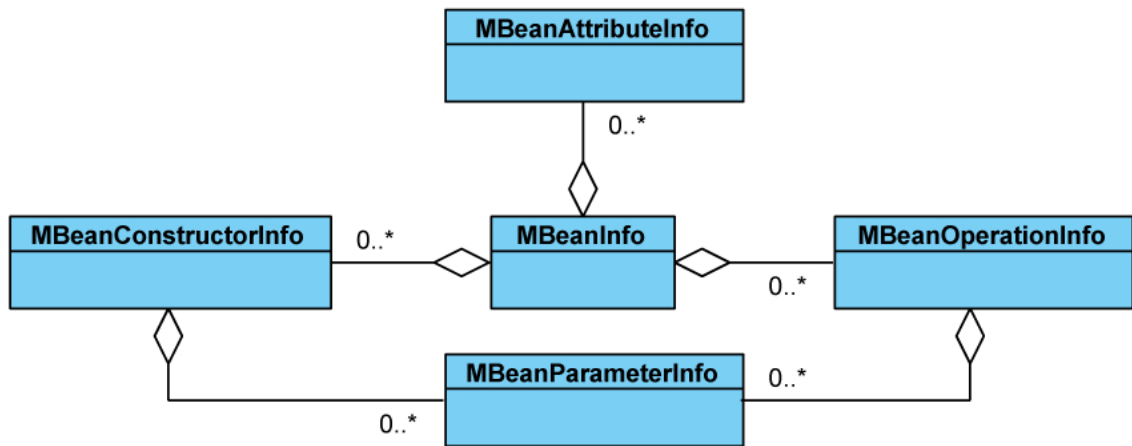 MBeanAttributeInfo
0..*
MBeanConstructorInfo
0..*
MBeanInfo
0..*
MBeanOperationInfo
MBeanParameterInfo
0..*
0..*